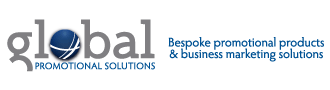 global
PROMOTIONAL SOLUTIONS
Bespoke promotional products
& business marketing solutions